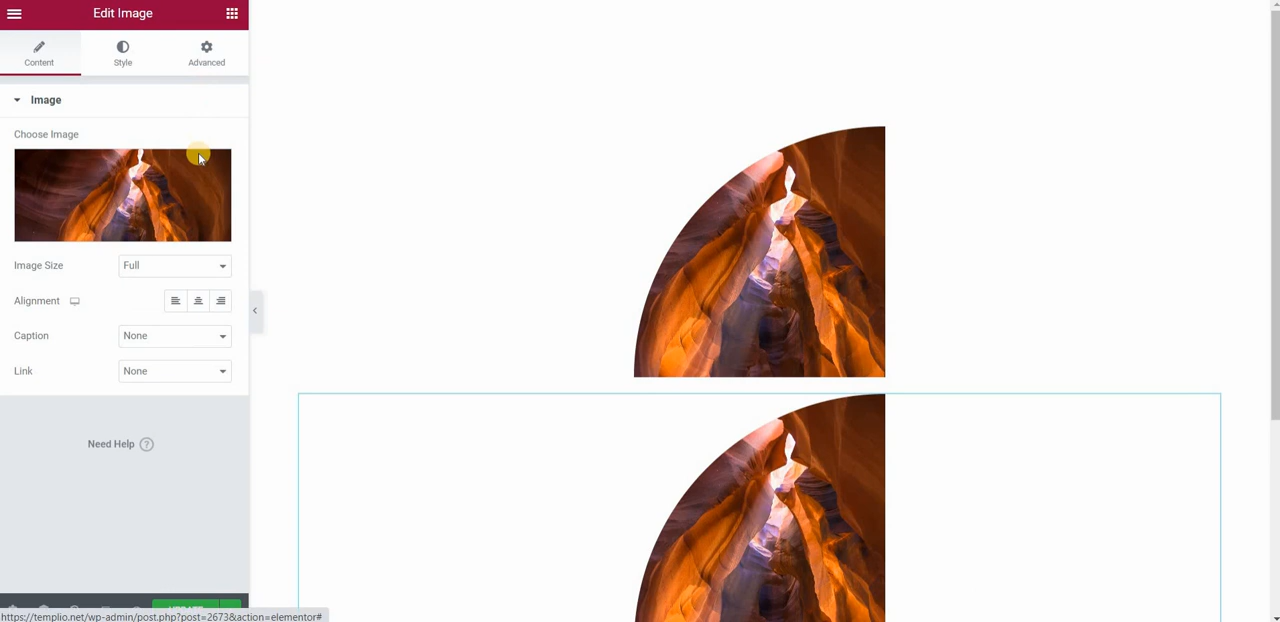 Edit Image
Content
Style
Advanced
Image
Choose Image
Image Size
Full
Alignment
Caption
None
Link
None
Need Help ?
UPDATE
https://templio.net/wp-admin/post.php?post=2673&action=elementor#